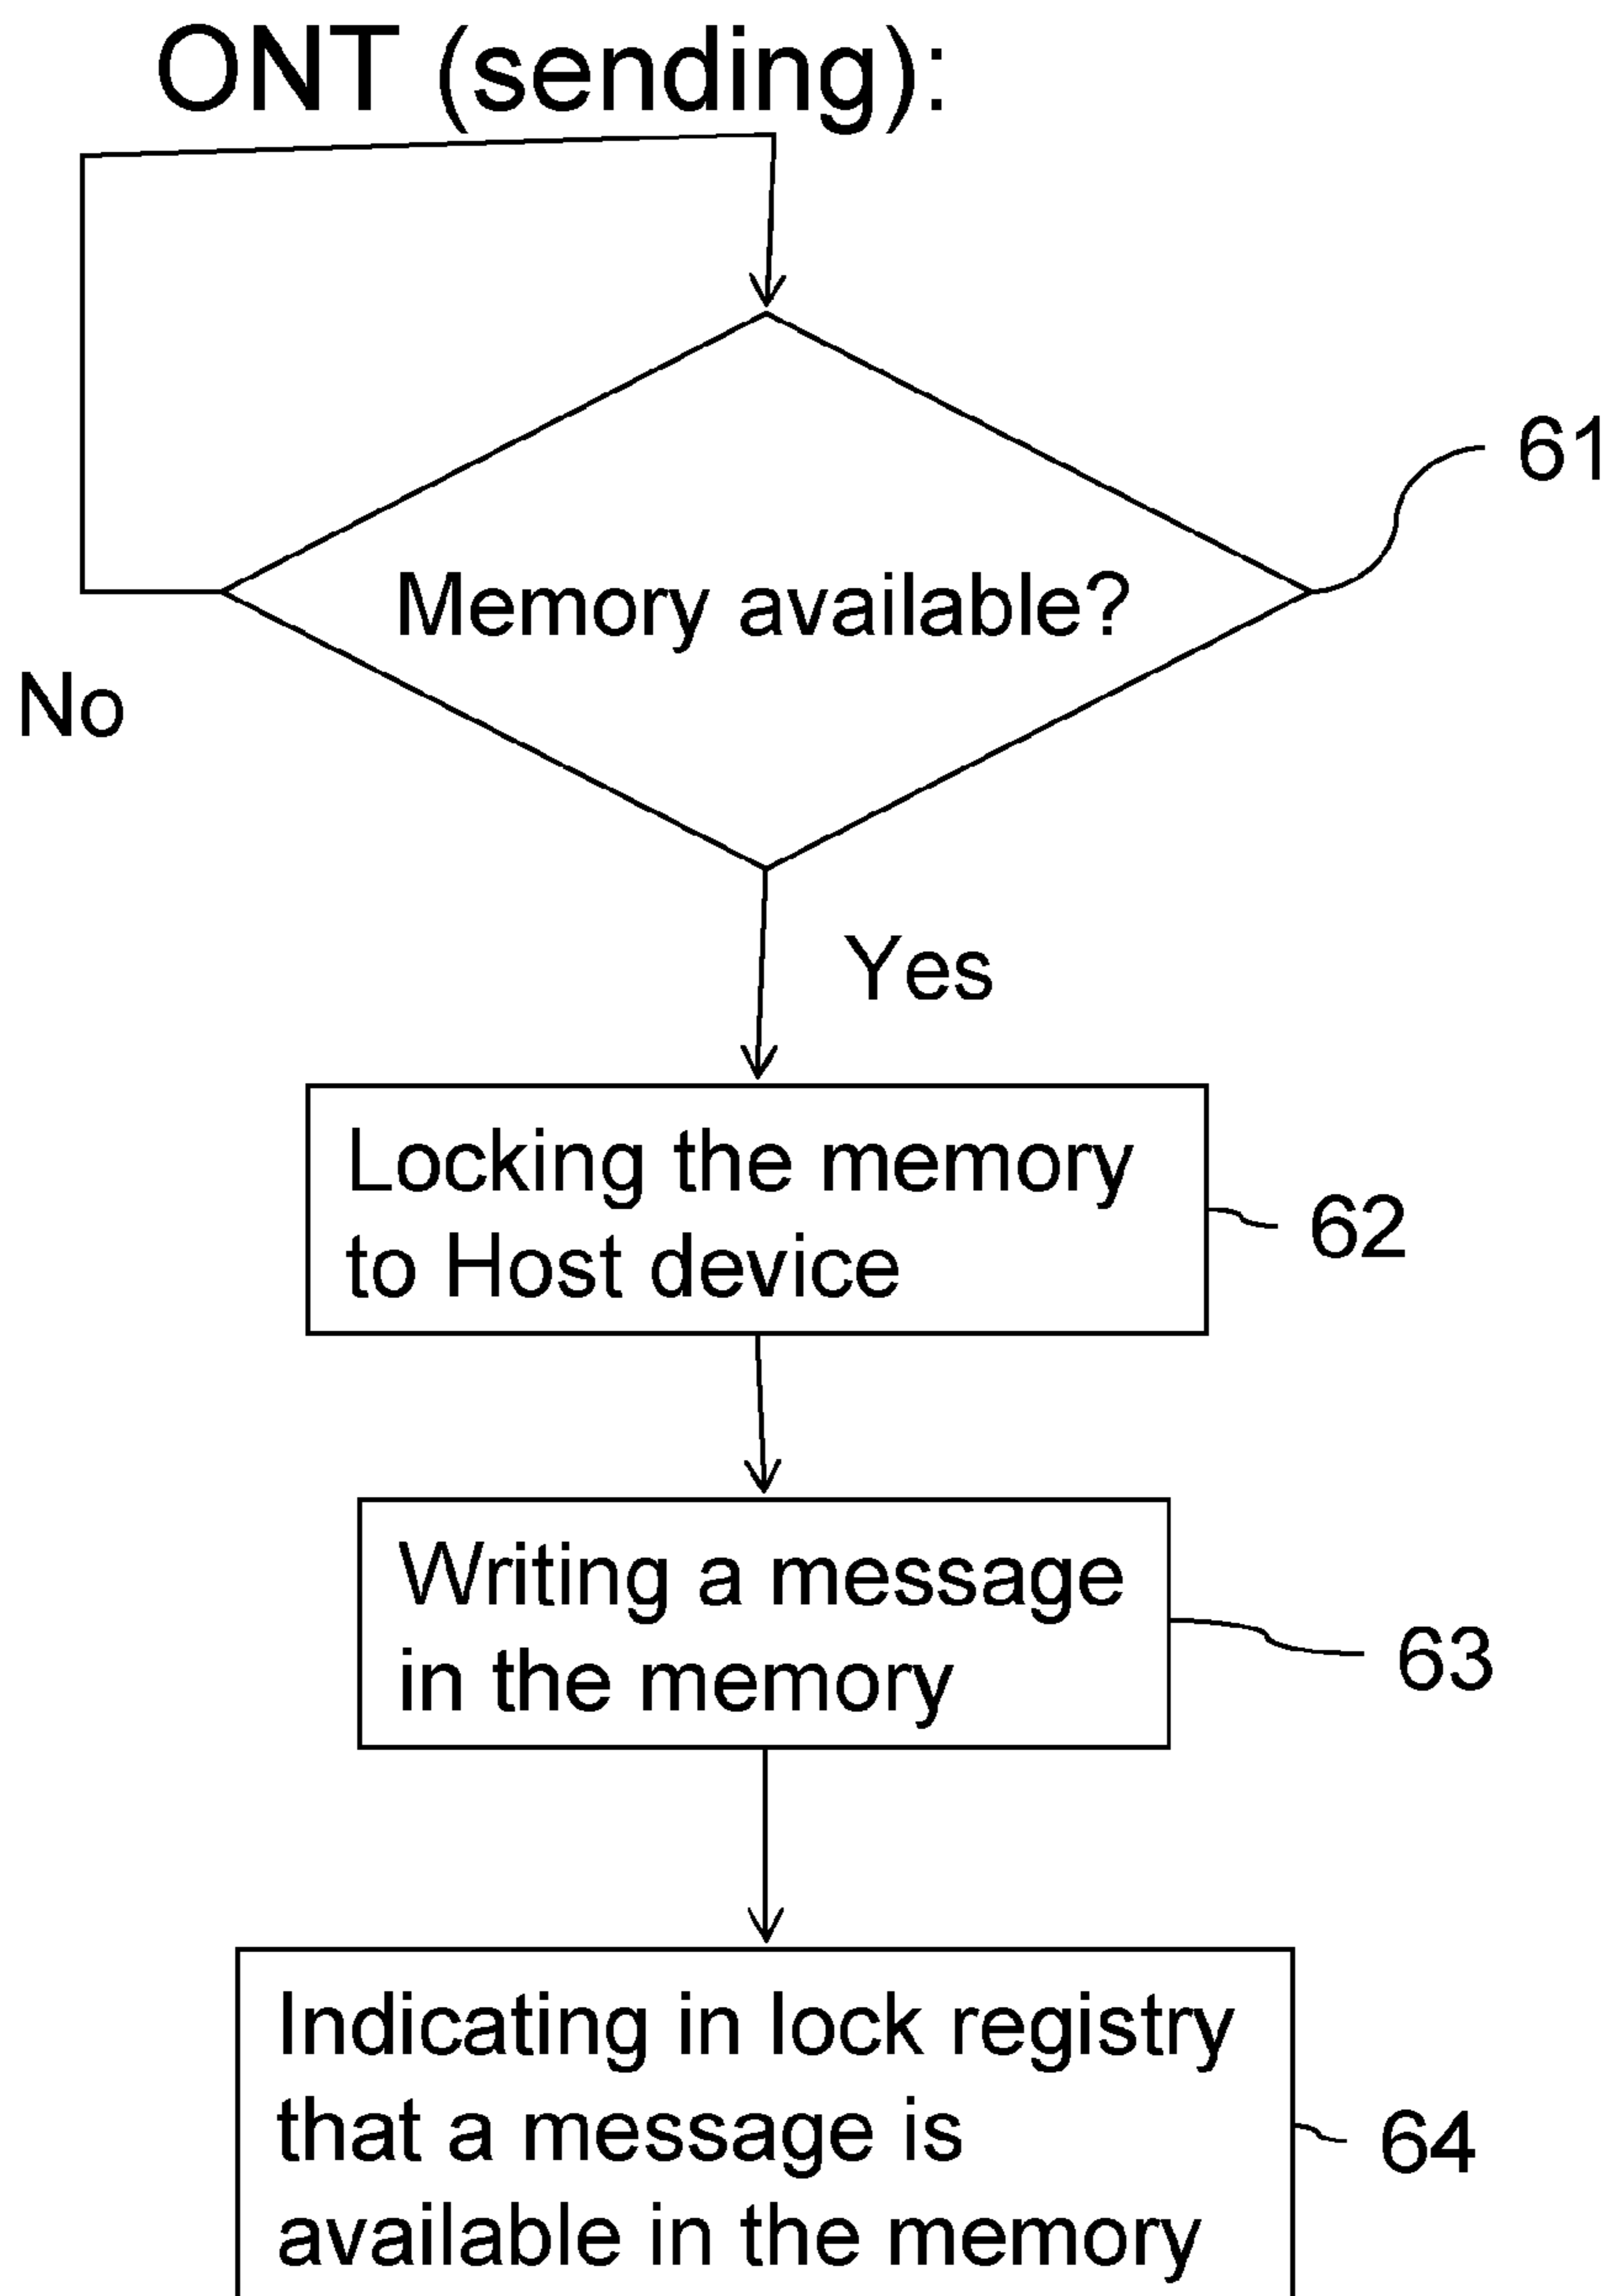 ONT (sending):
61
Memory available?
No
Yes
Locking the memory
to Host device
62
Writing a message
in the memory
63
Indicating in lock registry
that a message is
available in the memory
64